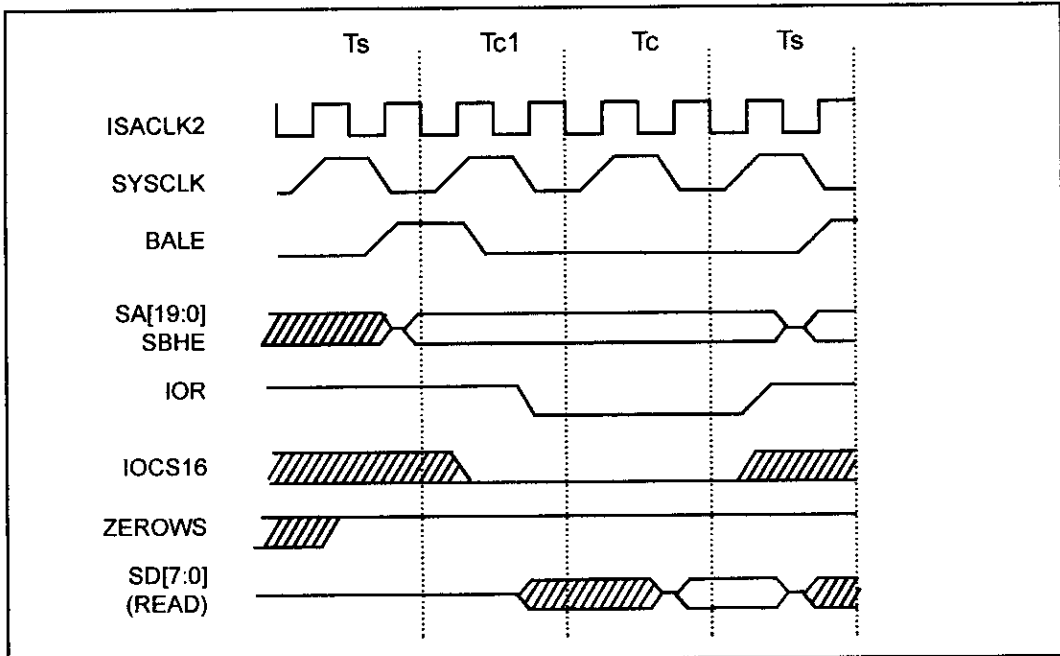 Ts Tc1 Tc Ts
ISACLK2
SYSCLK
BALE
SA[19:0]
SBHE
IOR
IOCS16
ZEROWS
SD[7:0]
(READ)